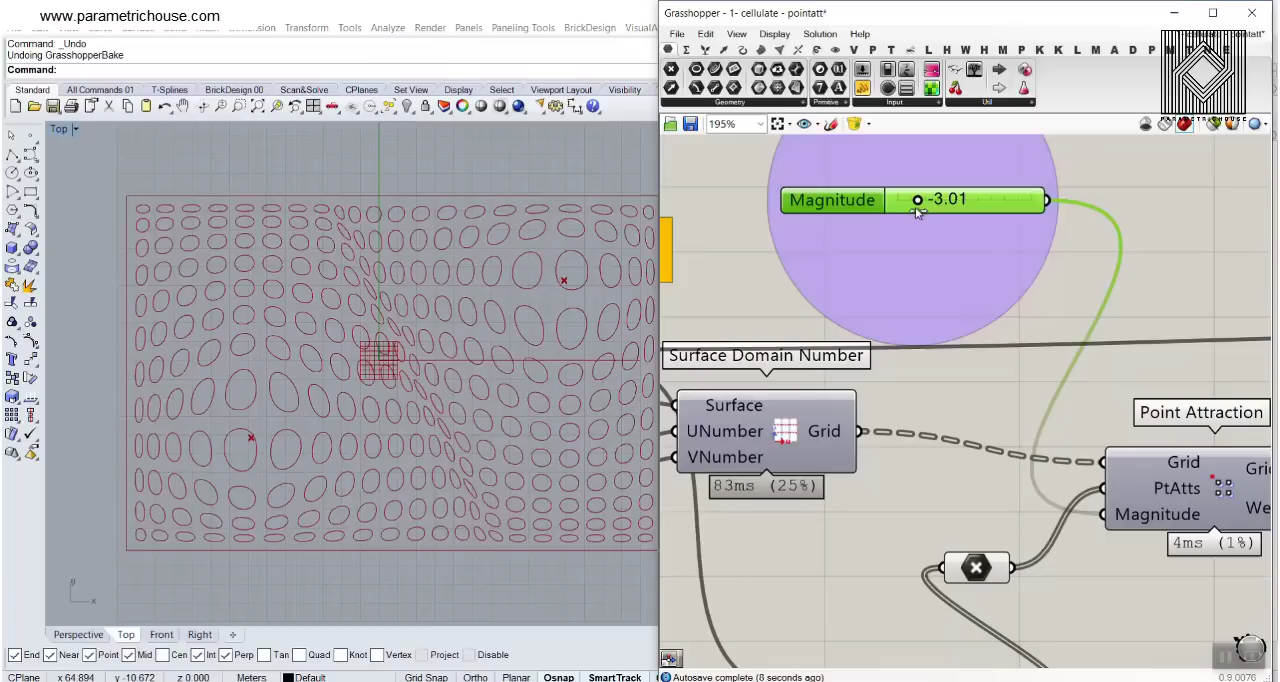 www.parametrichouse.com
Transform Tools Analyze Render Panels Paneling Tools BrickDesign
Command: _Undo
Undoing GrasshopperBake
Command:
Standard All Commands 01 T-Splines BrickDesign 00 Scan&Solve CPlanes Set View Display Select Viewport Layout Visibility
Top
y
x
Perspective Top Front Right
End Near Point Mid Cen Int Perp Tan Quad Knot Vertex Project Disable
CPlane x 64.894 y -10.672 z 0.000 Meters Default Grid Snap Ortho Planar Osnap SmartTrack
Grasshopper - 1- cellulate - pointatt*
File Edit View Display Solution Help
V P T L H W H M P K K L M A D P
Geometry Primitive Input Util
PARAMETRICHOUSE
195%
Magnitude -3.01
Surface Domain Number
Surface
UNumber Grid
VNumber
83ms (25%)
Point Attraction
Grid
PtAtts
Magnitude
4ms (1%)
Autosave complete (8 seconds ago)
0.9.0076